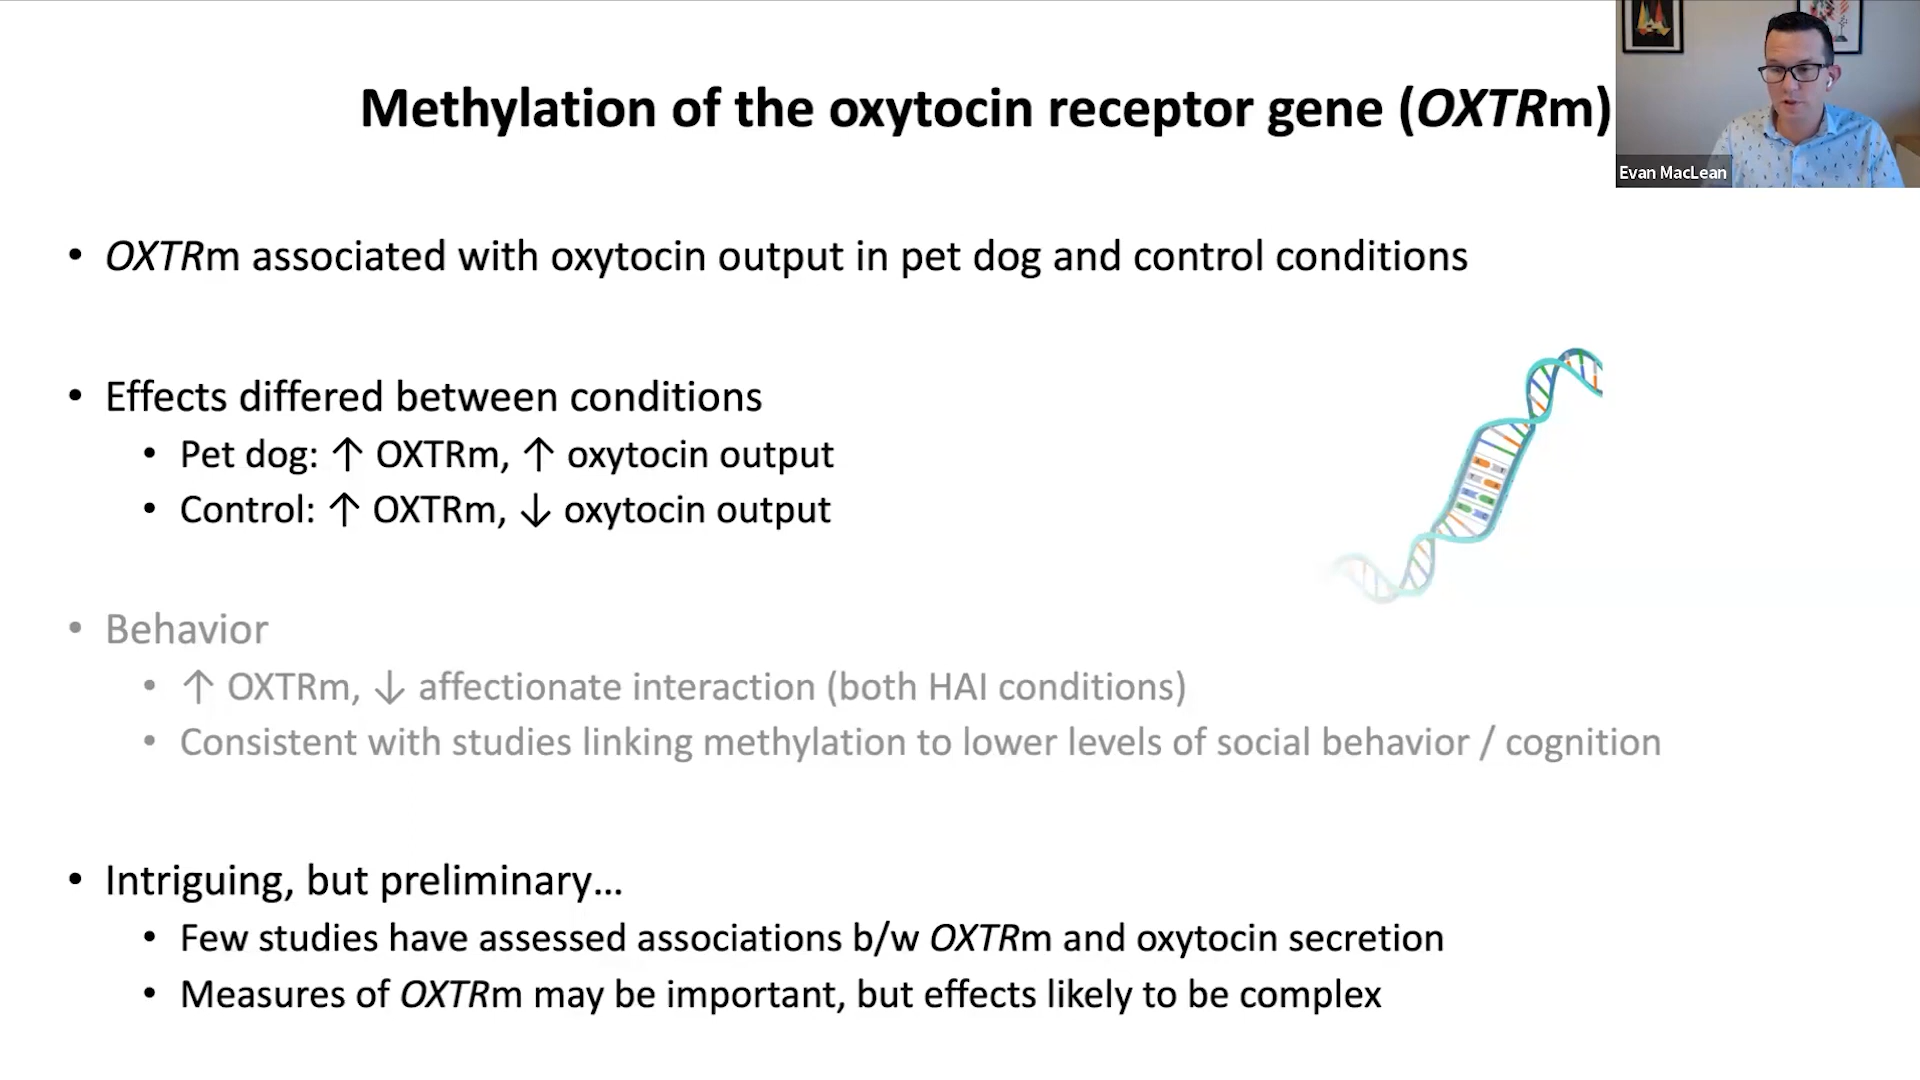 Methylation of the oxytocin receptor gene (OXTRm)
Evan MacLean
• OXTRm associated with oxytocin output in pet dog and control conditions
• Effects differed between conditions
• Pet dog: ↑ OXTRm, ↑ oxytocin output
• Control: ↑ OXTRm, ↓ oxytocin output
• Behavior
• ↑ OXTRm, ↓ affectionate interaction (both HAI conditions)
• Consistent with studies linking methylation to lower levels of social behavior / cognition
• Intriguing, but preliminary…
• Few studies have assessed associations b/w OXTRm and oxytocin secretion
• Measures of OXTRm may be important, but effects likely to be complex